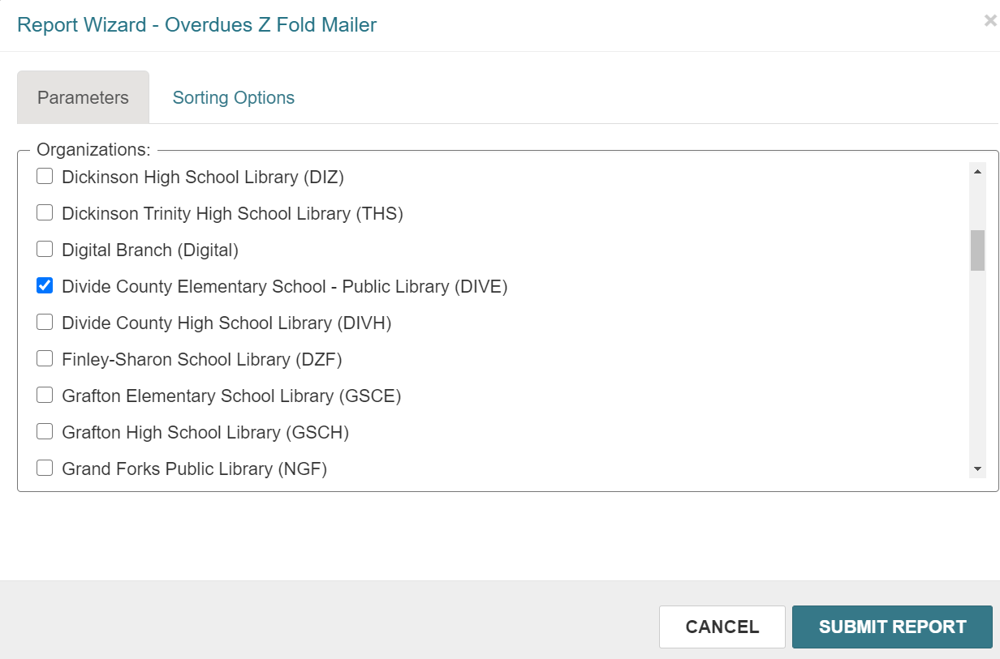 Report Wizard - Overdues Z Fold Mailer
×
Parameters
Sorting Options
Organizations:
Dickinson High School Library (DIZ)
Dickinson Trinity High School Library (THS)
Digital Branch (Digital)
Divide County Elementary School - Public Library (DIVE)
Divide County High School Library (DIVH)
Finley-Sharon School Library (DZF)
Grafton Elementary School Library (GSCE)
Grafton High School Library (GSCH)
Grand Forks Public Library (NGF)
CANCEL
SUBMIT REPORT